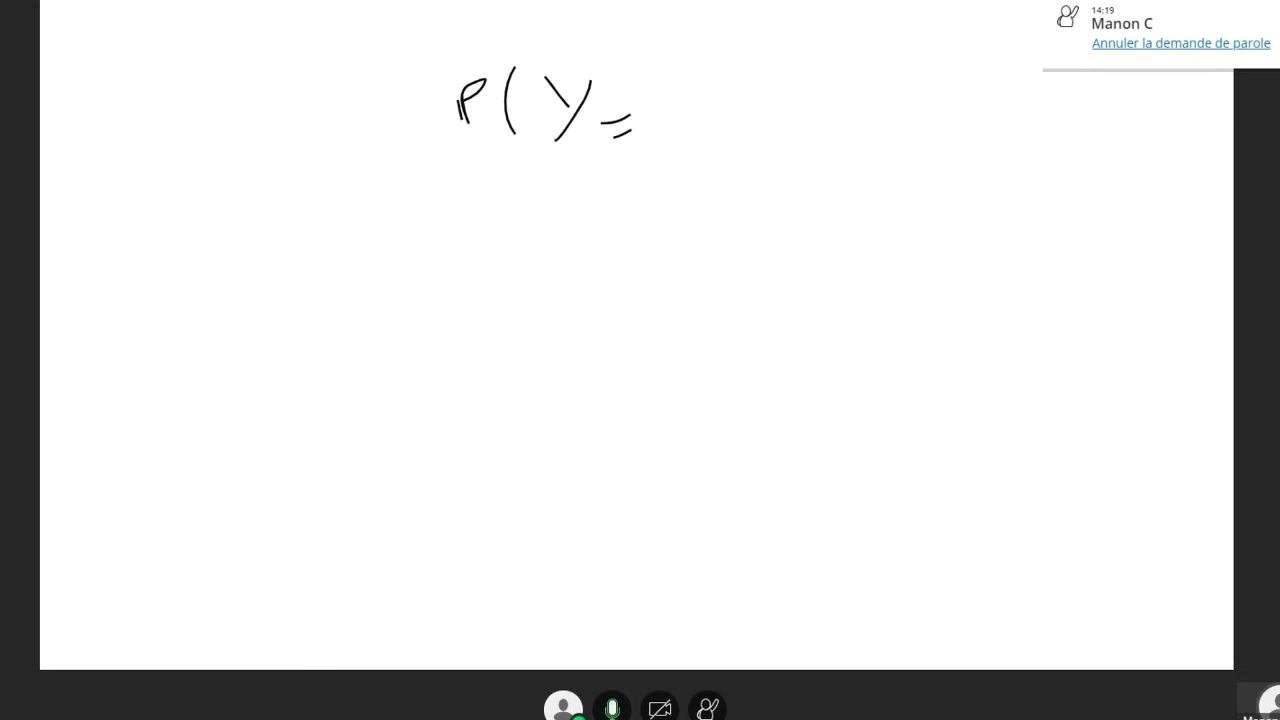 14:19
Manon C
Annuler la demande de parole
P( Y =